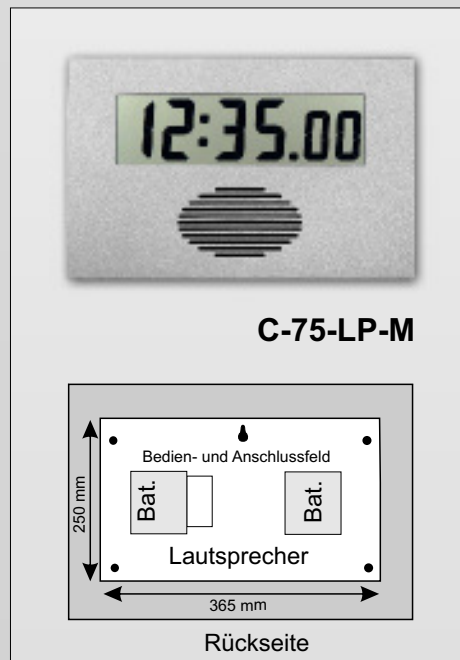 12:35.00
C-75-LP-M
Bedien- und Anschlussfeld
Bat.
Bat.
250 mm
Lautsprecher
365 mm
Rückseite